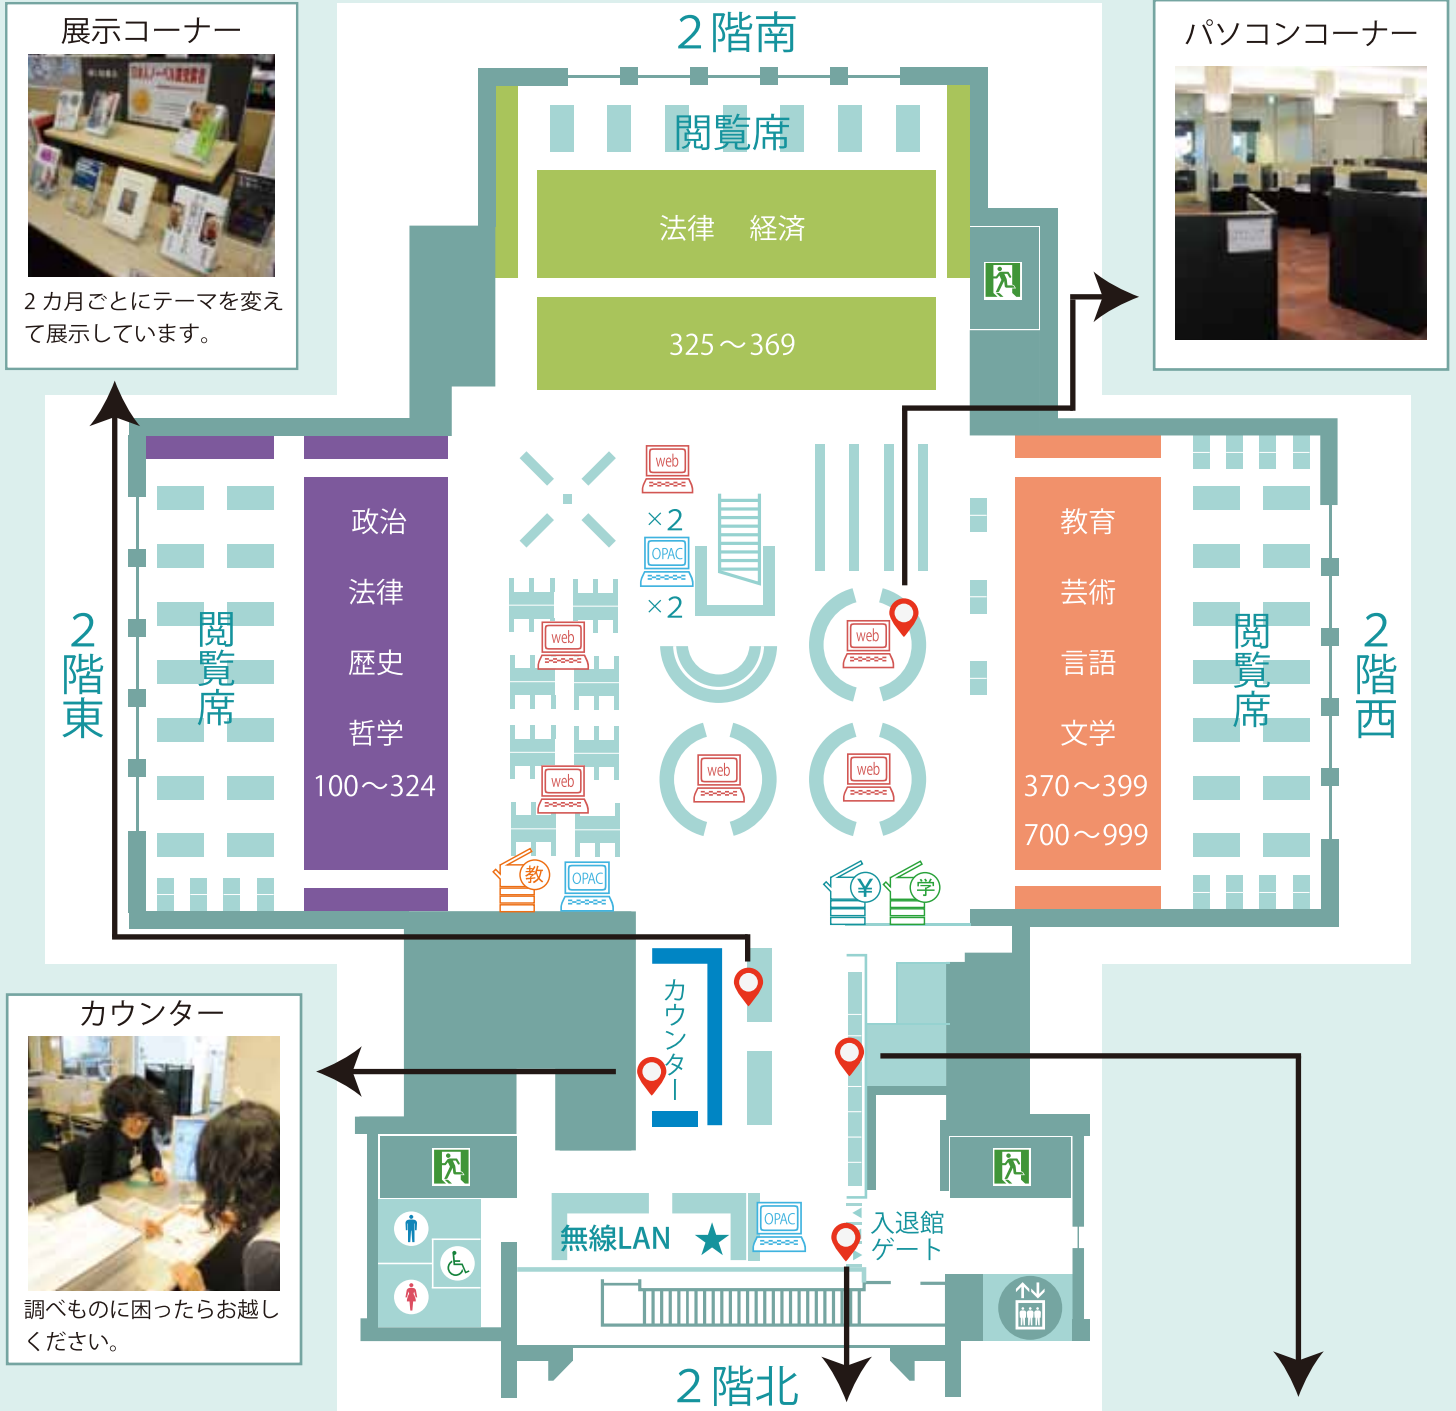 展示コーナー
2カ月ごとにテーマを変え
て展示しています。
2階南
パソコンコーナー
閲覧席
法律 経済
325～369
政治
法律
歴史
哲学
100～324
2階東
閲覧席
web
×2
OPAC
×2
web
web
web
web
web
教育
芸術
言語
文学
370～399
700～999
閲覧席
2階西
教
OPAC
¥
学
カウンター
カウンター
調べものに困ったらお越し
ください。
無線LAN
OPAC
入退館
ゲート
2階北